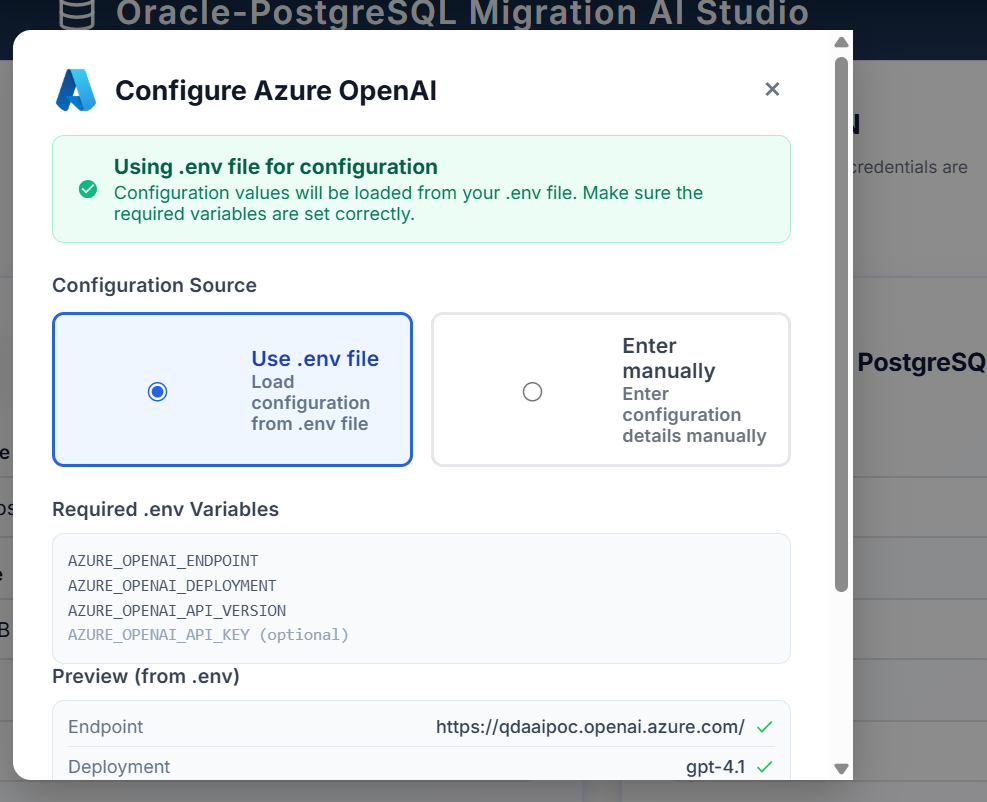 Oracle-PostgreSQL Migration AI Studio
Configure Azure OpenAI
Using .env file for configuration
Configuration values will be loaded from your .env file. Make sure the
required variables are set correctly.
credentials are
Configuration Source
Use .env file
Load
configuration
from .env file
Enter
manually
Enter
configuration
details manually
PostgreSQ
Required .env Variables
AZURE_OPENAI_ENDPOINT
AZURE_OPENAI_DEPLOYMENT
AZURE_OPENAI_API_VERSION
AZURE_OPENAI_API_KEY (optional)
Preview (from .env)
Endpoint https://qdaaipoc.openai.azure.com/
Deployment gpt-4.1